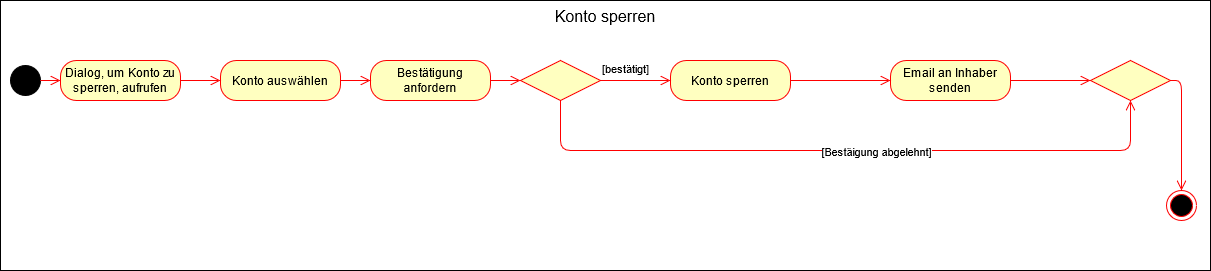 Konto sperren
Dialog, um Konto zu
sperren, aufrufen
Konto auswählen
Bestätigung
anfordern
[bestätigt]
Konto sperren
Email an Inhaber
senden
[Bestäigung abgelehnt]